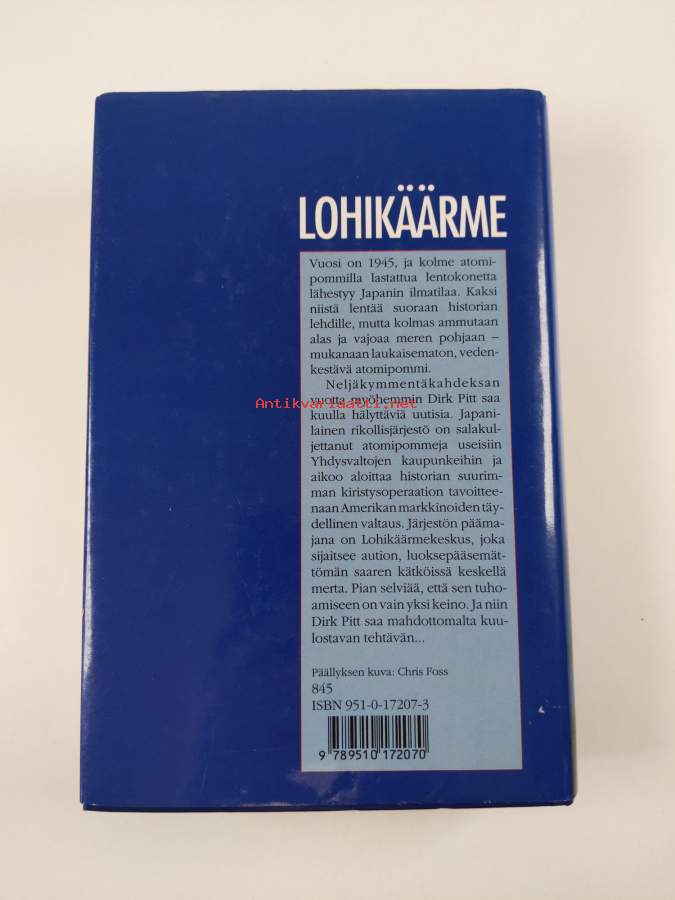 LOHIKÄÄRME
Vuosi on 1945, ja kolme atomi-
pommilla lastattua lentokonetta
lähestyy Japanin ilmatilaa. Kaksi
niistä lentää suoraan historian
lehdille, mutta kolmas ammutaan
alas ja vajoaa meren pohjaan –
mukanaan laukaisematon, veden-
kestävä atomipommi.
Neljäkymmentäkahdeksan
vuotta myöhemmin Dirk Pitt saa
Antikvariaatti.net
kuulla hälyttäviä uutisia. Japani-
lainen rikollisjärjestö on salakul-
jettanut atomipommeja useisiin
Yhdysvaltojen kaupunkeihin ja
aikoo aloittaa historian suurim-
man kiristysoperaation tavoittee-
naan Amerikan markkinoiden täy-
dellinen valtaus. Järjestön pääma-
jana on Lohikäärmekeskus, joka
sijaitsee aution, luoksepääsemät-
tömän saaren kätköissä keskellä
merta. Pian selviää, että sen tuho-
amiseen on vain yksi keino. Ja niin
Dirk Pitt saa mahdottomalta kuu-
lostavan tehtävän...
Päällyksen kuva: Chris Foss
845
ISBN 951-0-17207-3
9 789510 172070